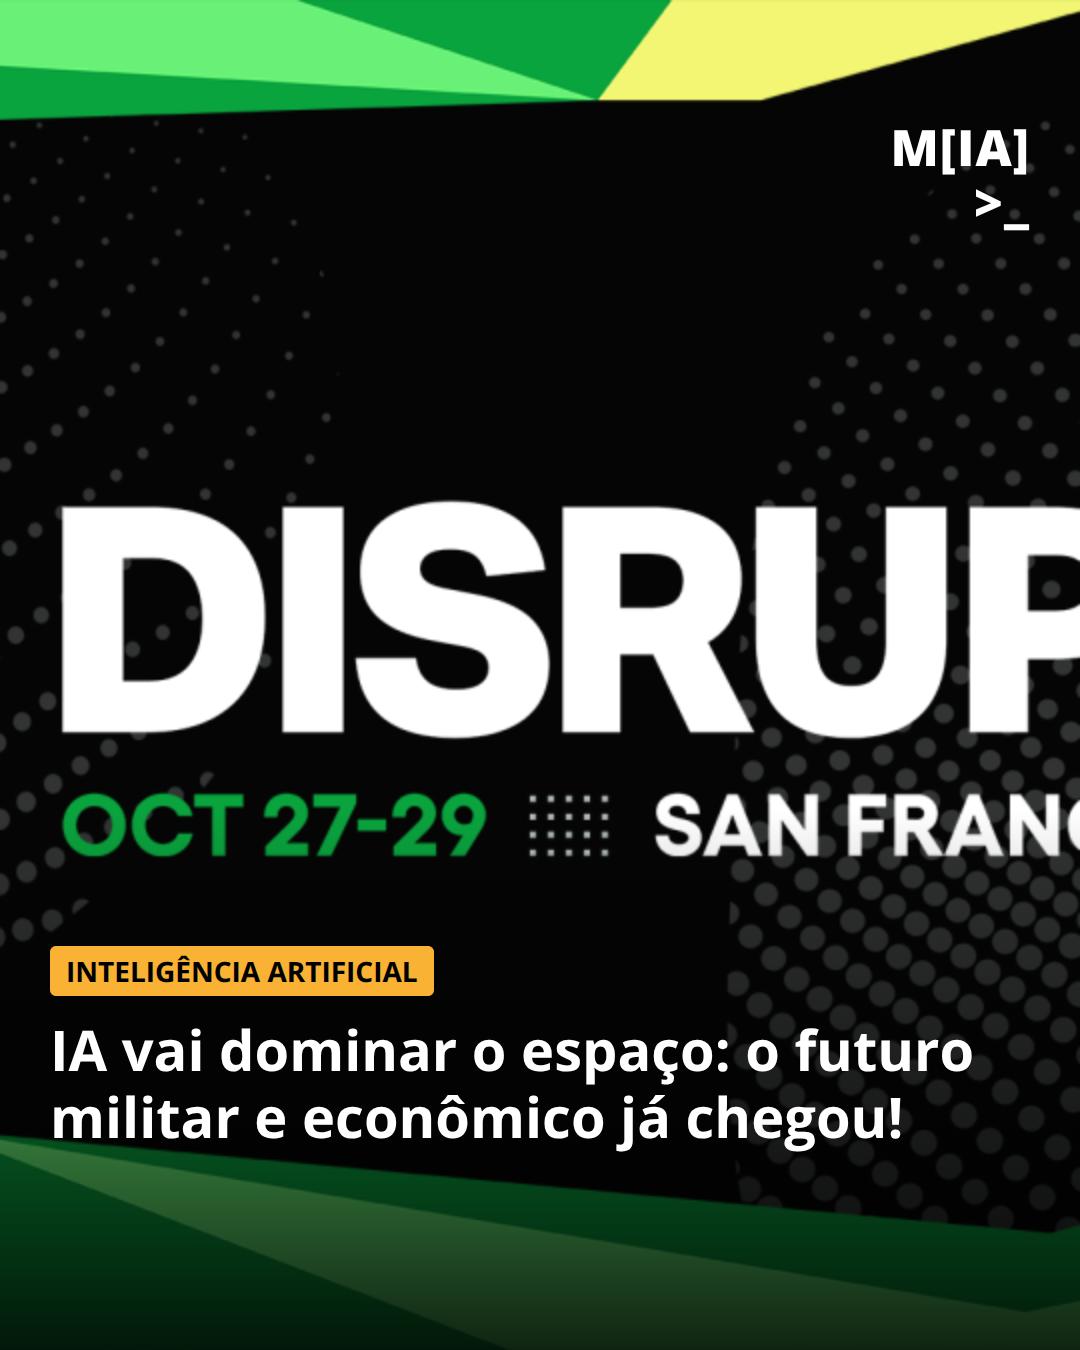 M[IA]
>_
DISRUP
OCT 27-29 SAN FRANC
INTELIGÊNCIA ARTIFICIAL
IA vai dominar o espaço: o futuro
militar e econômico já chegou!